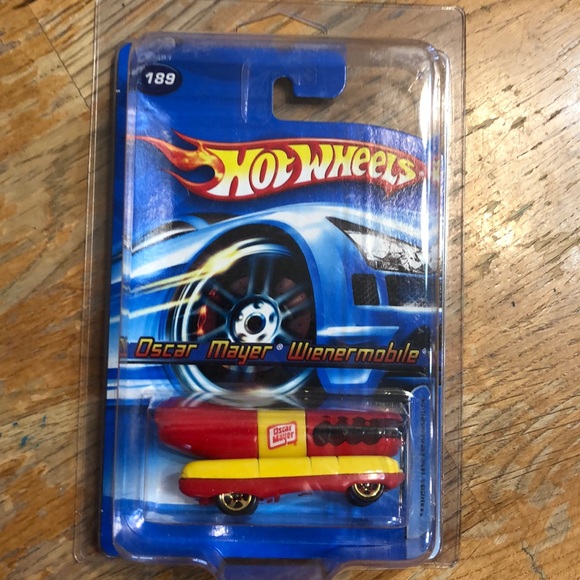 189
HOT WHEELS
Oscar Mayer® Wienermobile®
Oscar
Mayer